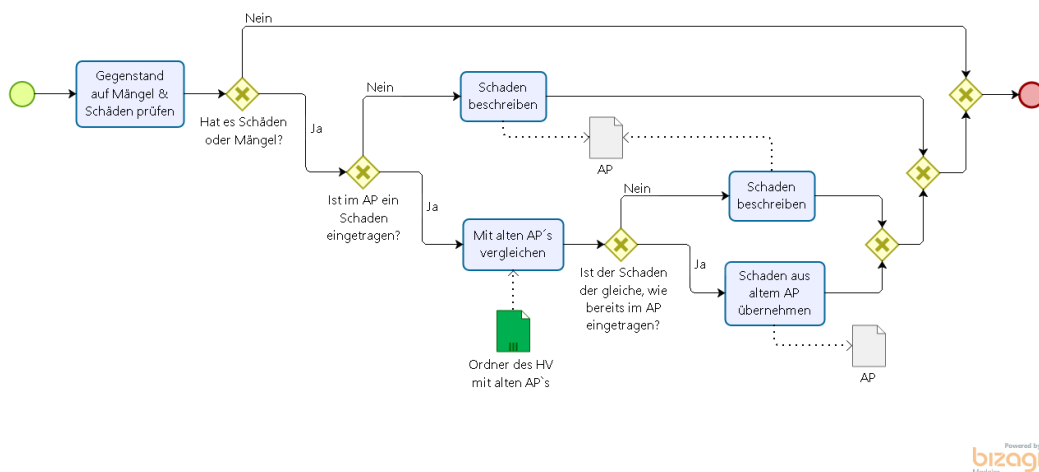 Nein
Gegenstand
auf Mängel &
Schäden prüfen
Hat es Schäden
oder Mängel?
Ja
Nein
Schaden
beschreiben
AP
Ist im AP ein
Schaden
eingetragen?
Ja
Mit alten AP´s
vergleichen
Ordner des HV
mit alten AP`s
Nein
Schaden
beschreiben
Ist der Schaden
der gleiche, wie
bereits im AP
eingetragen?
Ja
Schaden aus
altem AP
übernehmen
AP
Powered by
bizagi
Modeler